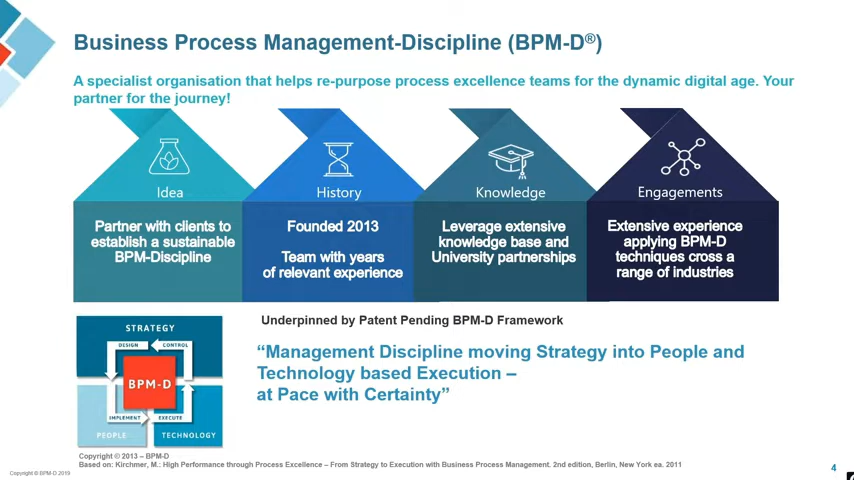 Business Process Management-Discipline (BPM-D®)
A specialist organisation that helps re-purpose process excellence teams for the dynamic digital age. Your
partner for the journey!
Idea
Partner with clients to
establish a sustainable
BPM-Discipline
History
Founded 2013
Team with years
of relevant experience
Knowledge
Leverage extensive
knowledge base and
University partnerships
Engagements
Extensive experience
applying BPM-D
techniques cross a
range of industries
STRATEGY
DESIGN
CONTROL
BPM-D
IMPLEMENT
EXECUTE
PEOPLE
TECHNOLOGY
Underpinned by Patent Pending BPM-D Framework
“Management Discipline moving Strategy into People and
Technology based Execution –
at Pace with Certainty”
Copyright © 2013 – BPM-D
Based on: Kirchmer, M.: High Performance through Process Excellence – From Strategy to Execution with Business Process Management. 2nd edition, Berlin, New York ea. 2011
Copyright © BPM-D 2019
4